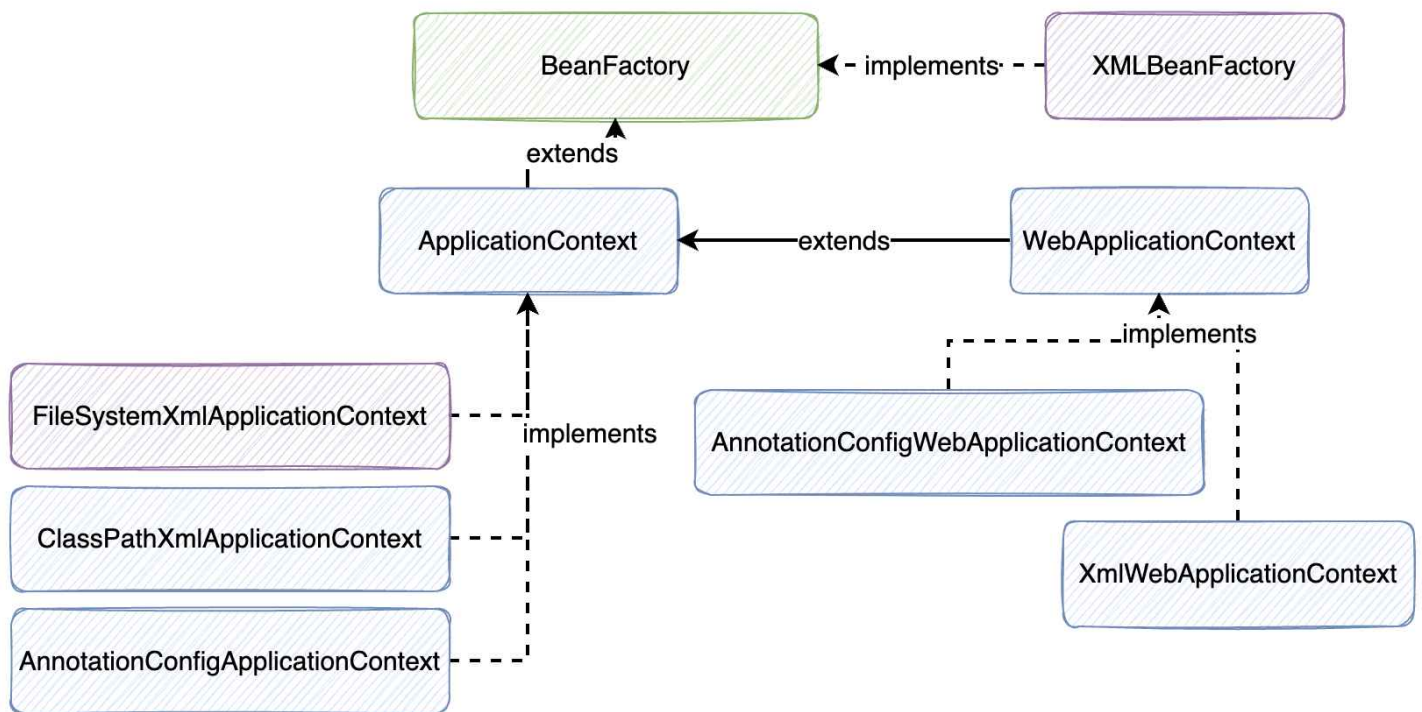 BeanFactory
implements
XMLBeanFactory
extends
ApplicationContext
extends
WebApplicationContext
implements
FileSystemXmlApplicationContext
implements
AnnotationConfigWebApplicationContext
ClassPathXmlApplicationContext
XmlWebApplicationContext
AnnotationConfigApplicationContext